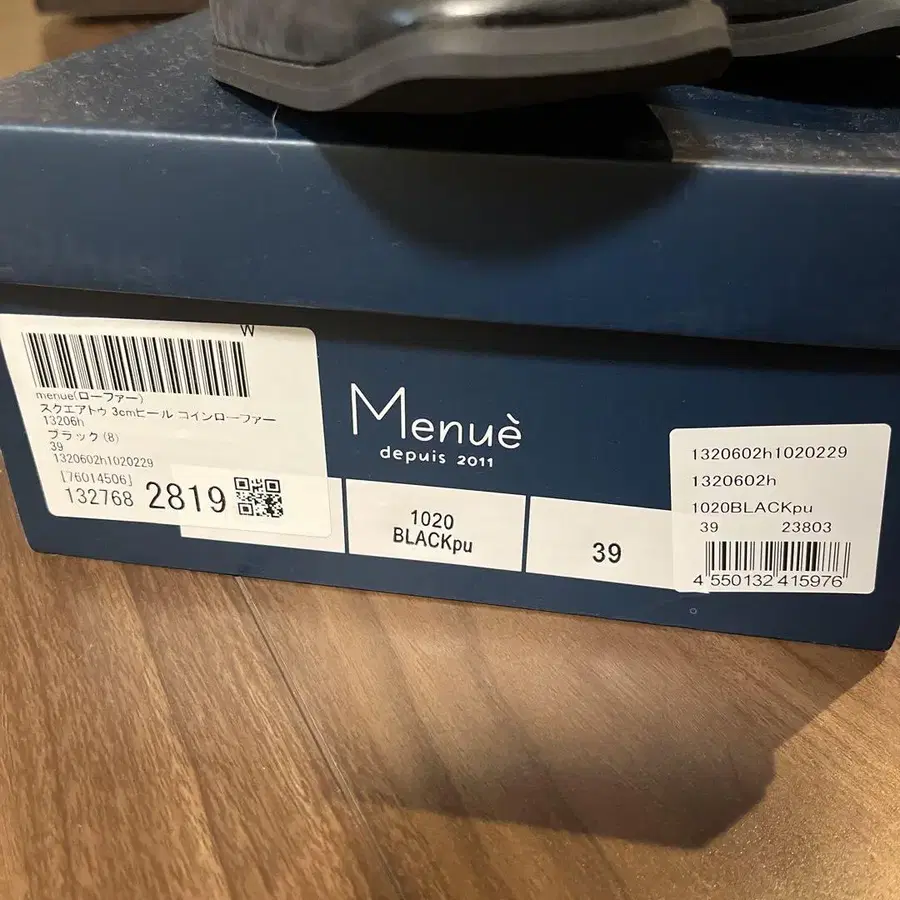 W
menue(ローファー)
スクエアトゥ 3cmヒール コインローファー
13206h
ブラック(8)
39
1320602h1020229
[76014506]
132768 2819
Menuè
depuis 2011
1020
BLACKpu
39
1320602h1020229
1320602h
1020BLACKpu
39 23803
4 550132 415976